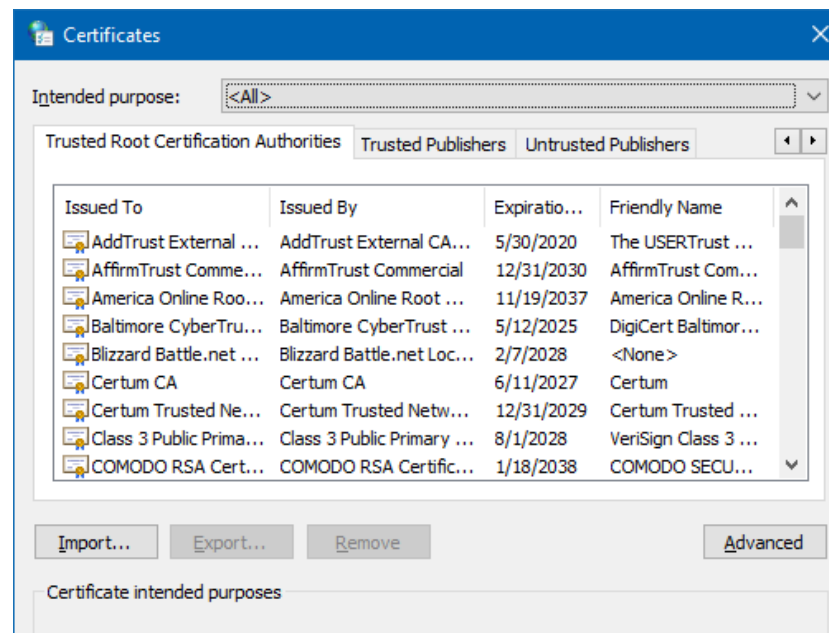 Certificates
Intended purpose: <All>
Trusted Root Certification Authorities Trusted Publishers Untrusted Publishers
Issued To Issued By Expiratio... Friendly Name
AddTrust External ... AddTrust External CA... 5/30/2020 The USERTrust ...
AffirmTrust Comme... AffirmTrust Commercial 12/31/2030 AffirmTrust Com...
America Online Roo... America Online Root ... 11/19/2037 America Online R...
Baltimore CyberTru... Baltimore CyberTrust ... 5/12/2025 DigiCert Baltimor...
Blizzard Battle.net ... Blizzard Battle.net Loc... 2/7/2028 <None>
Certum CA Certum CA 6/11/2027 Certum
Certum Trusted Ne... Certum Trusted Netw... 12/31/2029 Certum Trusted ...
Class 3 Public Prima... Class 3 Public Primary ... 8/1/2028 VeriSign Class 3 ...
COMODO RSA Cert... COMODO RSA Certific... 1/18/2038 COMODO SECU...
Import... Export... Remove Advanced
Certificate intended purposes